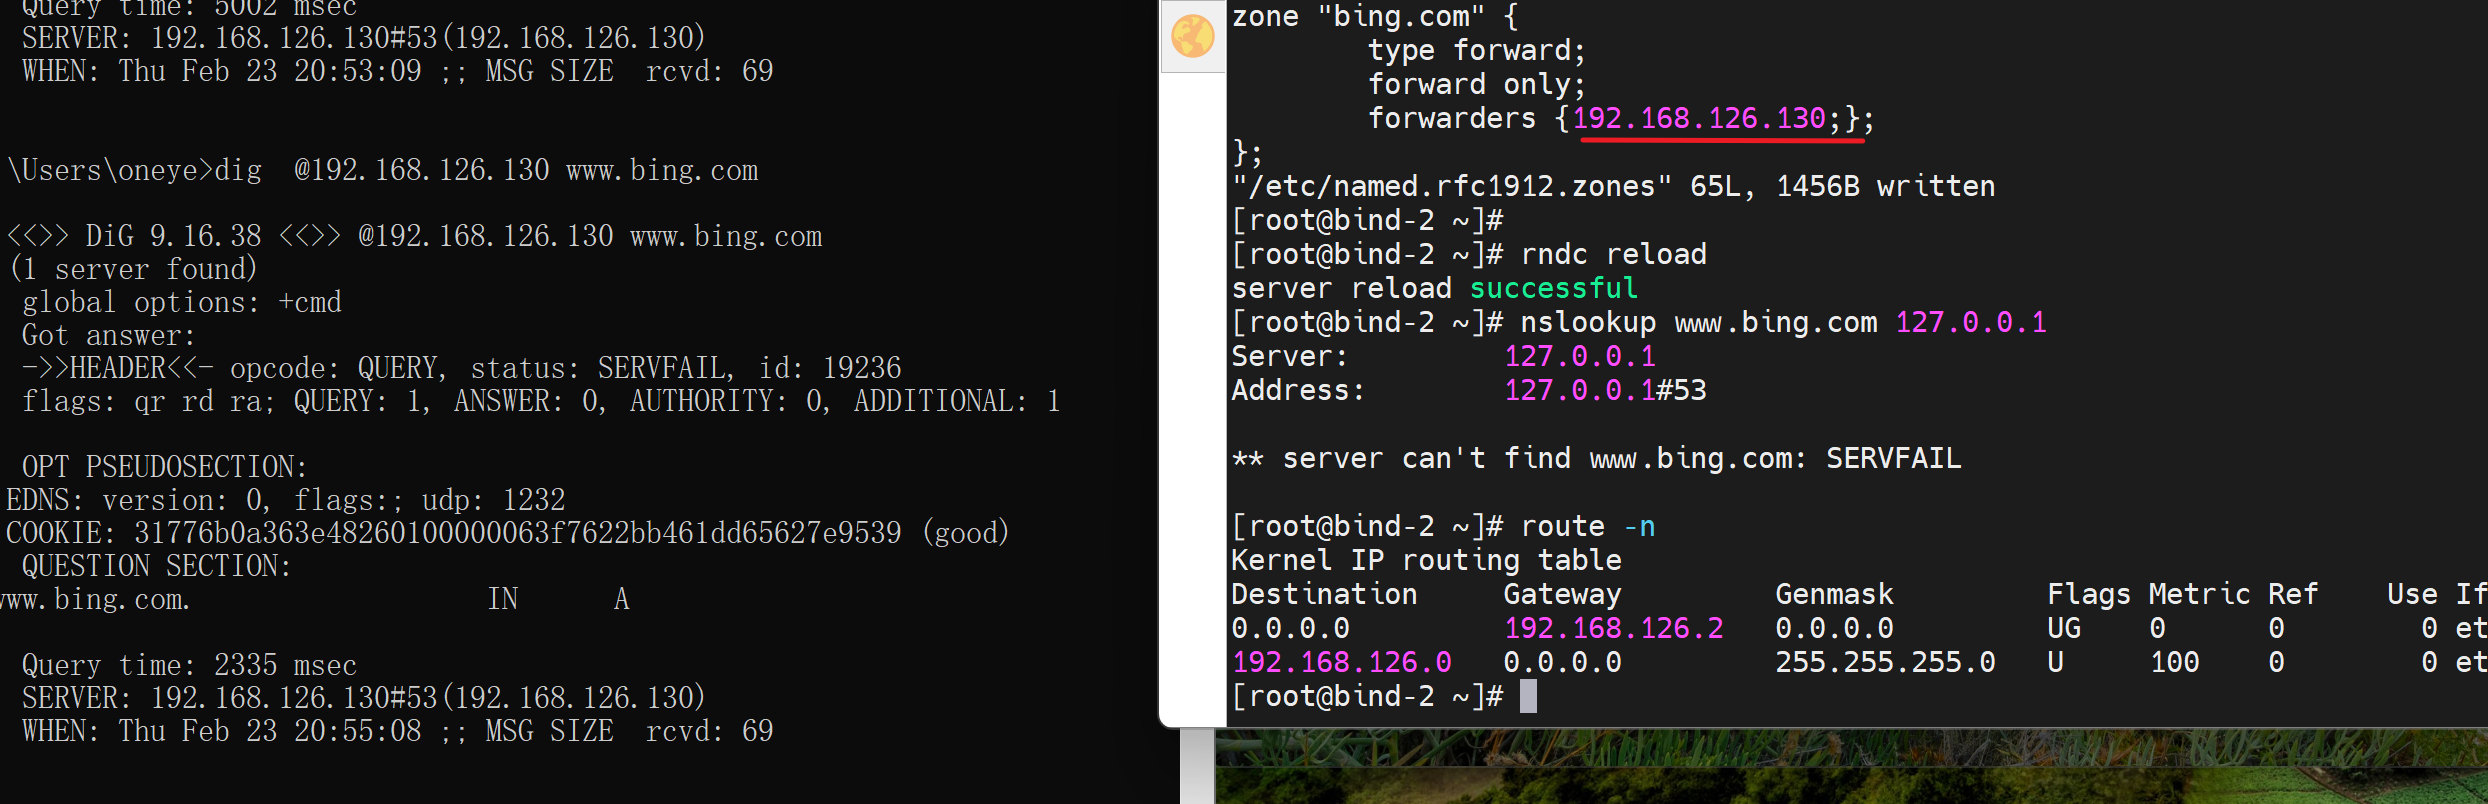 Query time: 5002 msec
SERVER: 192.168.126.130#53(192.168.126.130)
WHEN: Thu Feb 23 20:53:09 ;; MSG SIZE  rcvd: 69
\Users\oneye>dig  @192.168.126.130 www.bing.com
<<>> DiG 9.16.38 <<>> @192.168.126.130 www.bing.com
(1 server found)
global options: +cmd
Got answer:
->>HEADER<<- opcode: QUERY, status: SERVFAIL, id: 19236
flags: qr rd ra; QUERY: 1, ANSWER: 0, AUTHORITY: 0, ADDITIONAL: 1
OPT PSEUDOSECTION:
EDNS: version: 0, flags:; udp: 1232
COOKIE: 31776b0a363e48260100000063f7622bb461dd65627e9539 (good)
QUESTION SECTION:
www.bing.com.                   IN      A
Query time: 2335 msec
SERVER: 192.168.126.130#53(192.168.126.130)
WHEN: Thu Feb 23 20:55:08 ;; MSG SIZE  rcvd: 69
zone "bing.com" {
        type forward;
        forward only;
        forwarders {192.168.126.130;};
};
"/etc/named.rfc1912.zones" 65L, 1456B written
[root@bind-2 ~]#
[root@bind-2 ~]# rndc reload
server reload successful
[root@bind-2 ~]# nslookup www.bing.com 127.0.0.1
Server:         127.0.0.1
Address:        127.0.0.1#53
** server can't find www.bing.com: SERVFAIL
[root@bind-2 ~]# route -n
Kernel IP routing table
Destination     Gateway         Genmask         Flags Metric Ref    Use If
0.0.0.0         192.168.126.2   0.0.0.0         UG    0      0        0 et
192.168.126.0   0.0.0.0         255.255.255.0   U     100    0        0 et
[root@bind-2 ~]#